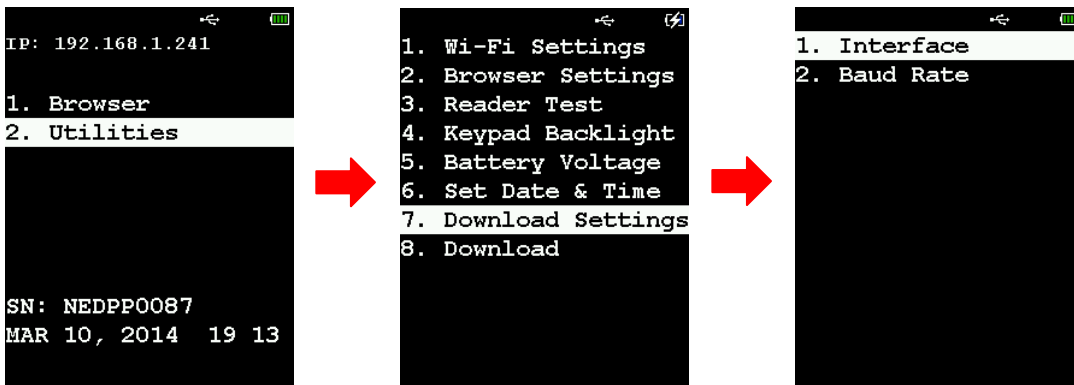 IP: 192.168.1.241
1. Browser
2. Utilities
SN: NEDPP0087
MAR 10, 2014 19 13
1. Wi-Fi Settings
2. Browser Settings
3. Reader Test
4. Keypad Backlight
5. Battery Voltage
6. Set Date & Time
7. Download Settings
8. Download
1. Interface
2. Baud Rate